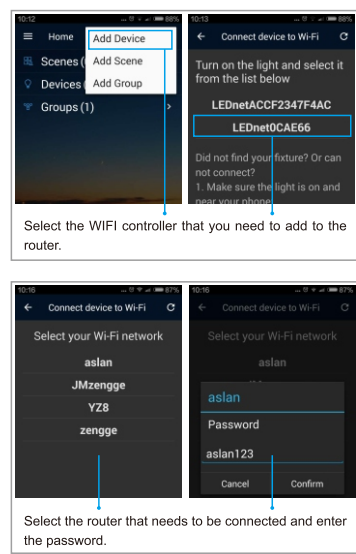 10:12
88%
Home
Add Device
Scenes (
Add Scene
Devices
Add Group
Groups (1)
10:13
88%
Connect device to Wi-Fi
Turn on the light and select it
from the list below
LEDnetACCF2347F4AC
LEDnet0CAE66
Did not find your fixture? Or can
not connect?
1. Make sure the light is on and
near your phone
Select the WIFI controller that you need to add to the
router.
10:16
87%
Connect device to Wi-Fi
Select your Wi-Fi network
aslan
JMzengge
YZ8
zengge
10:16
87%
Connect device to Wi-Fi
Select your Wi-Fi network
aslan
aslan
Password
aslan123
Cancel
Confirm
Select the router that needs to be connected and enter
the password.